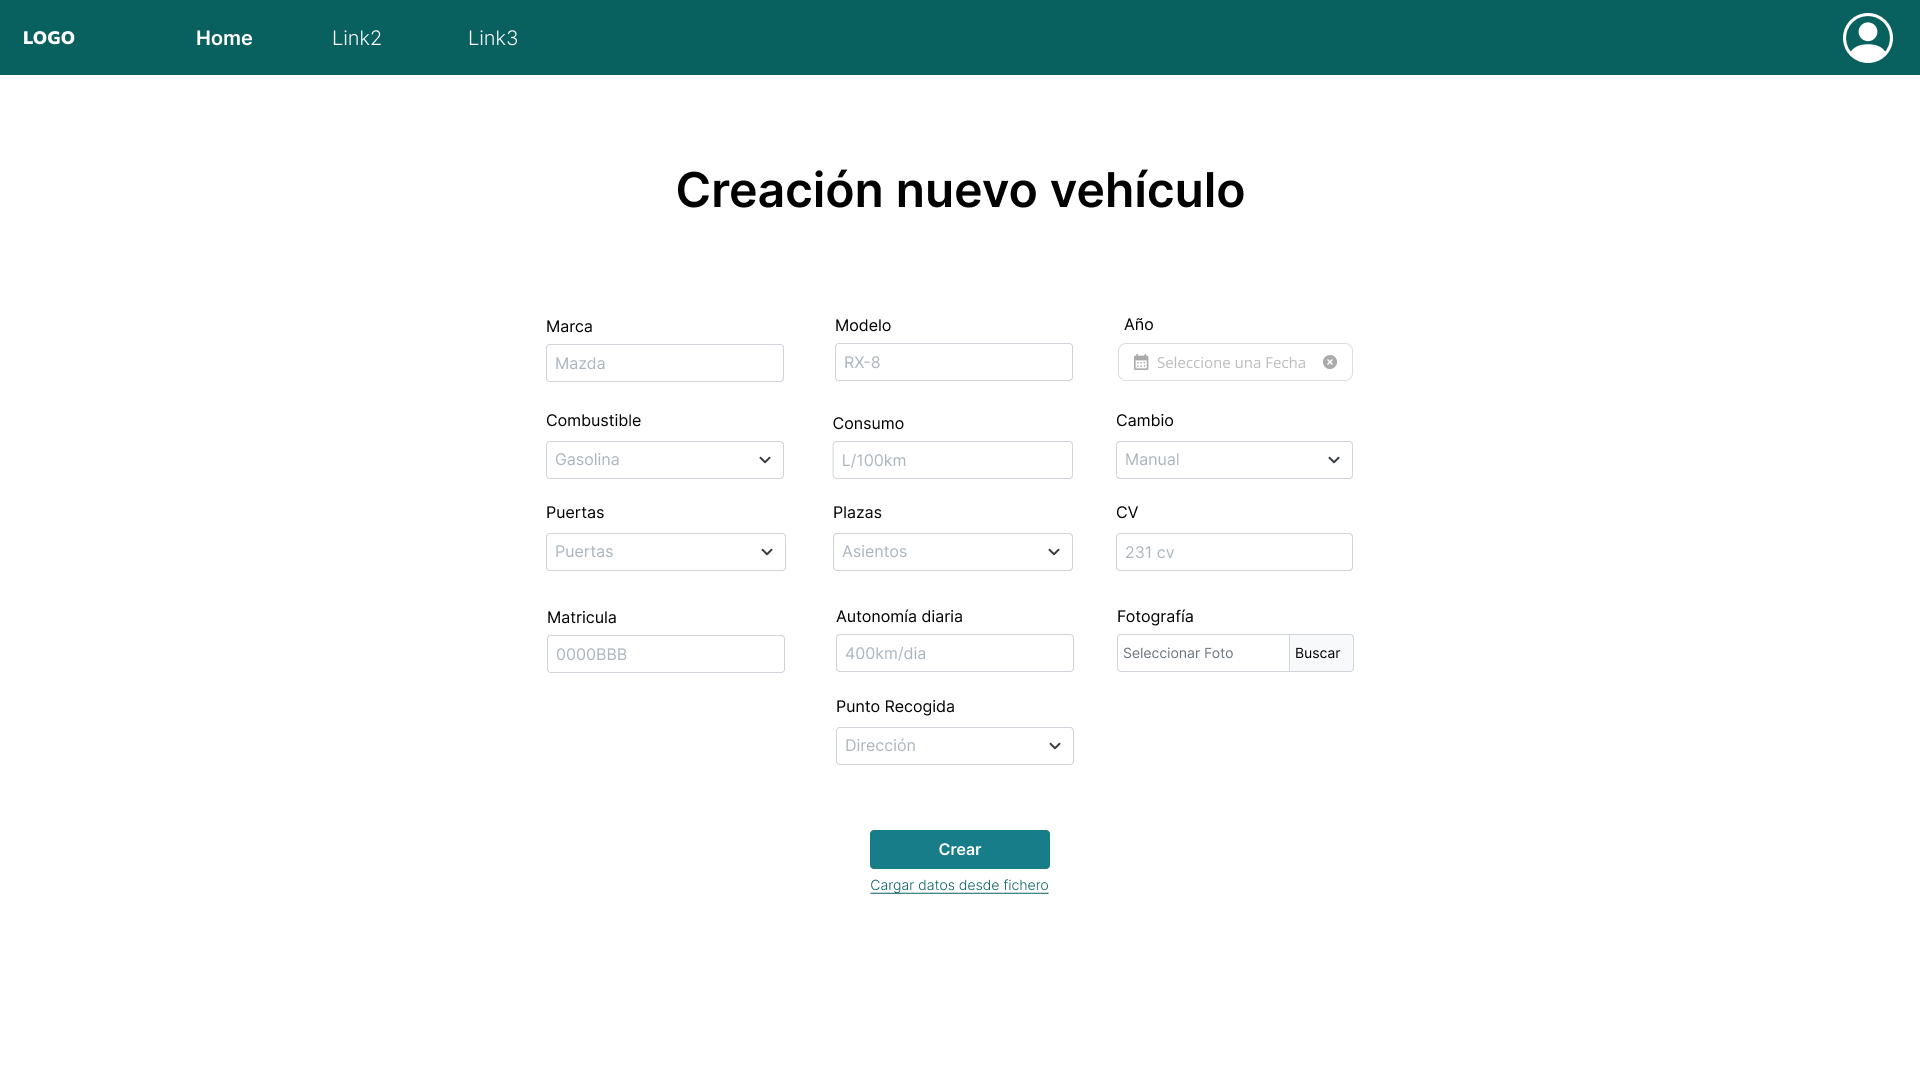 LOGO
Home
Link2
Link3
Creación nuevo vehículo
Marca
Modelo
Año
Mazda
RX-8
Seleccione una Fecha
Combustible
Consumo
Cambio
Gasolina
L/100km
Manual
Puertas
Plazas
CV
Puertas
Asientos
231 cv
Matricula
Autonomía diaria
Fotografía
0000BBB
400km/dia
Seleccionar Foto
Buscar
Punto Recogida
Dirección
Crear
Cargar datos desde fichero